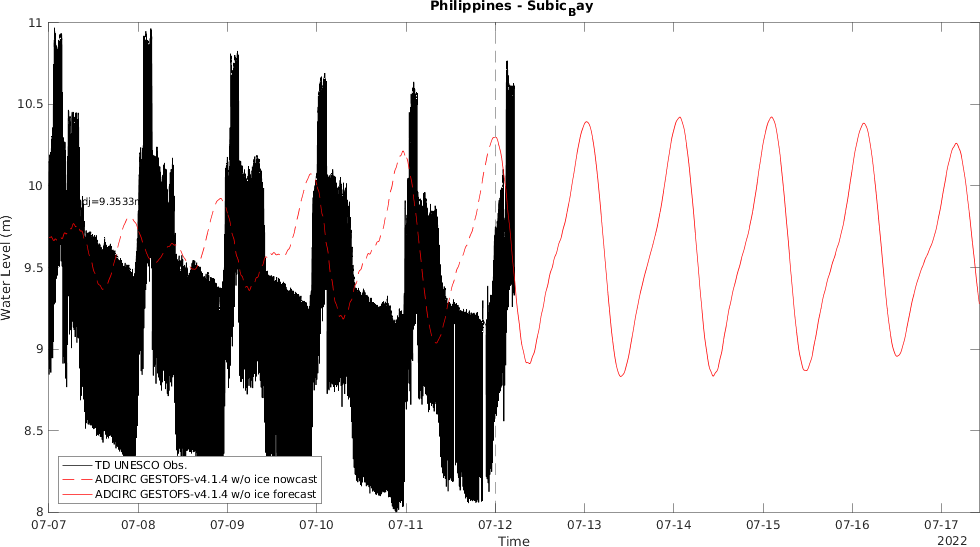 Philippines - Subic_Bay
11
10.5
10
9.5
9
8.5
8
Water Level (m)
dj=9.3533m
TD UNESCO Obs.
ADCIRC GESTOFS-v4.1.4 w/o ice nowcast
ADCIRC GESTOFS-v4.1.4 w/o ice forecast
07-07 07-08 07-09 07-10 07-11 07-12 07-13 07-14 07-15 07-16 07-17
Time
2022